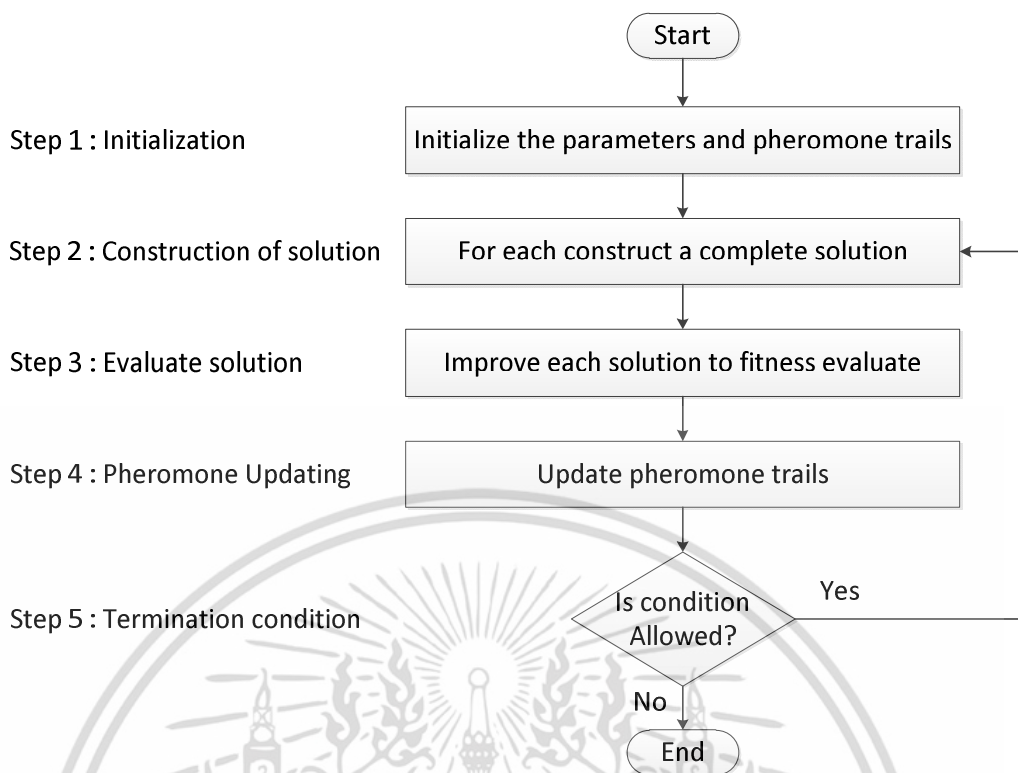 Start
Step 1 : Initialization
Initialize the parameters and pheromone trails
Step 2 : Construction of solution
For each construct a complete solution
Step 3 : Evaluate solution
Improve each solution to fitness evaluate
Step 4 : Pheromone Updating
Update pheromone trails
Step 5 : Termination condition
Is condition
Allowed?
Yes
No
End